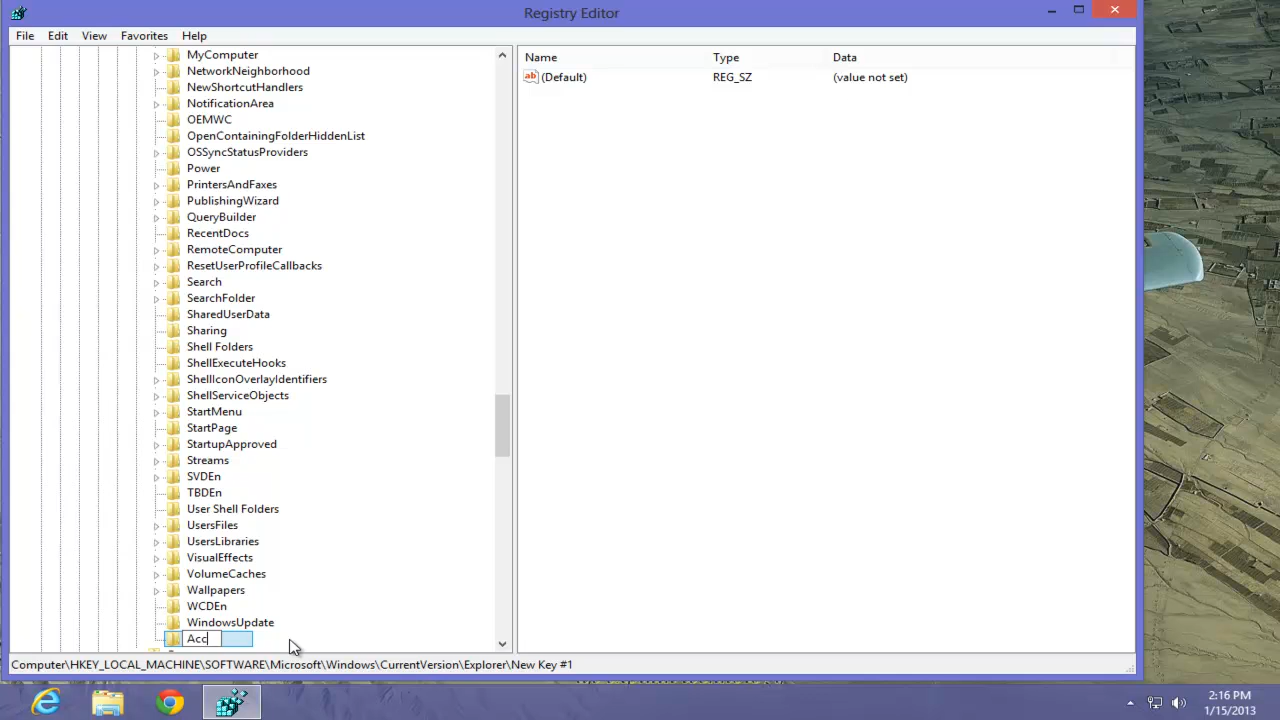 Registry Editor
File Edit View Favorites Help
MyComputer
NetworkNeighborhood
NewShortcutHandlers
NotificationArea
OEMWC
OpenContainingFolderHiddenList
OSSyncStatusProviders
Power
PrintersAndFaxes
PublishingWizard
QueryBuilder
RecentDocs
RemoteComputer
ResetUserProfileCallbacks
Search
SearchFolder
SharedUserData
Sharing
Shell Folders
ShellExecuteHooks
ShellIconOverlayIdentifiers
ShellServiceObjects
StartMenu
StartPage
StartupApproved
Streams
SVDEn
TBDEn
User Shell Folders
UsersFiles
UsersLibraries
VisualEffects
VolumeCaches
Wallpapers
WCDEn
WindowsUpdate
Acc
Name Type Data
ab (Default) REG_SZ (value not set)
Computer\HKEY_LOCAL_MACHINE\SOFTWARE\Microsoft\Windows\CurrentVersion\Explorer\New Key #1
2:16 PM
1/15/2013